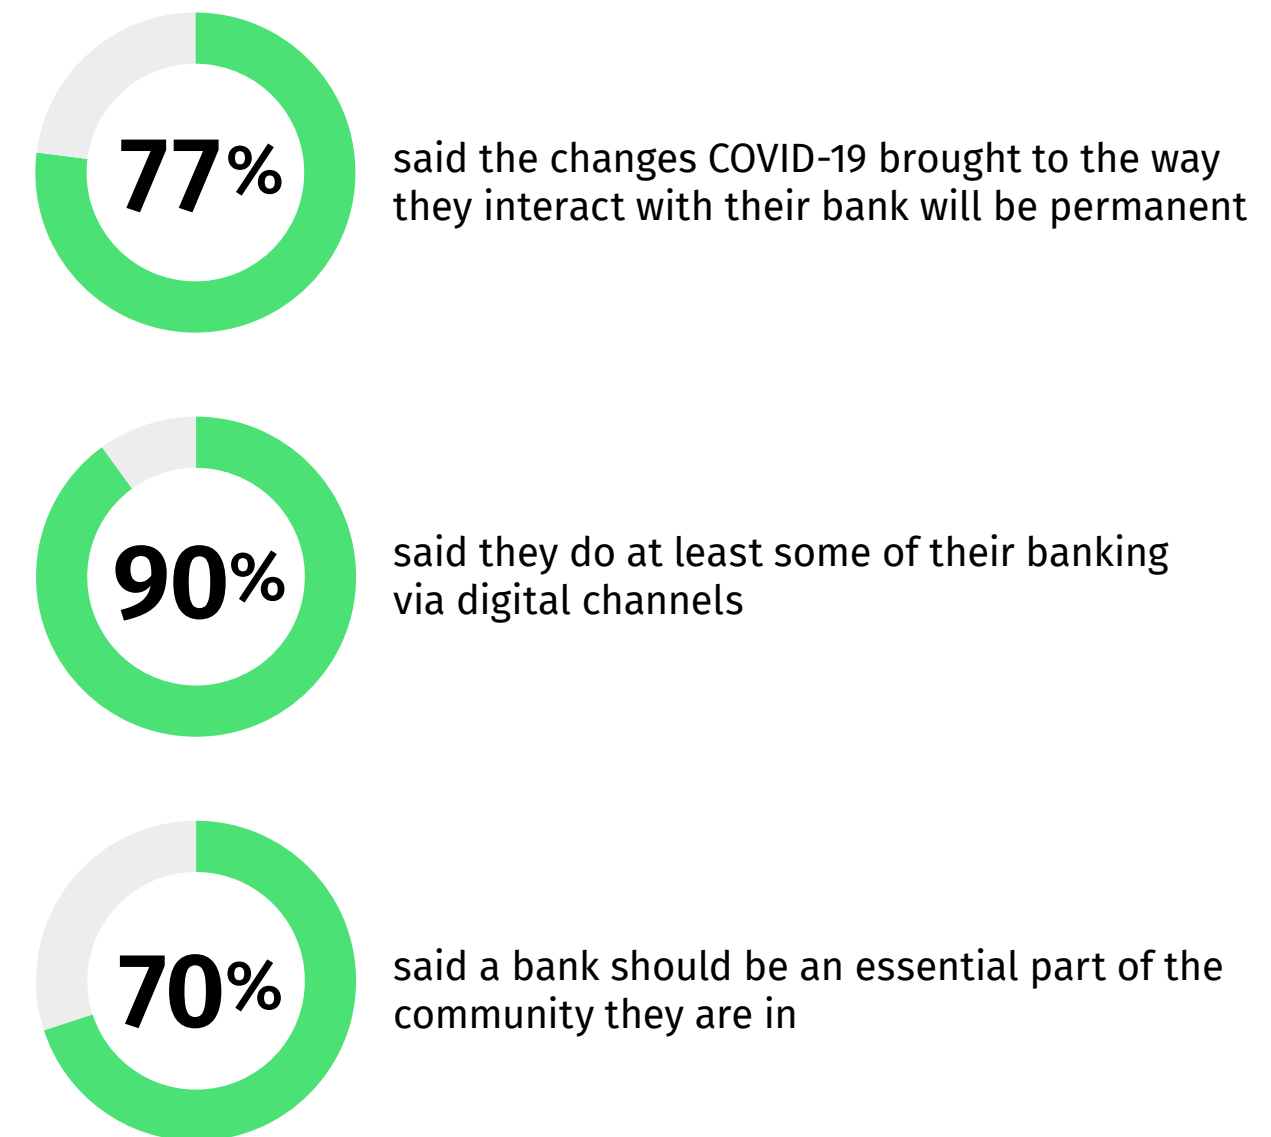 77%
said the changes COVID-19 brought to the way
they interact with their bank will be permanent
90%
said they do at least some of their banking
via digital channels
70%
said a bank should be an essential part of the
community they are in